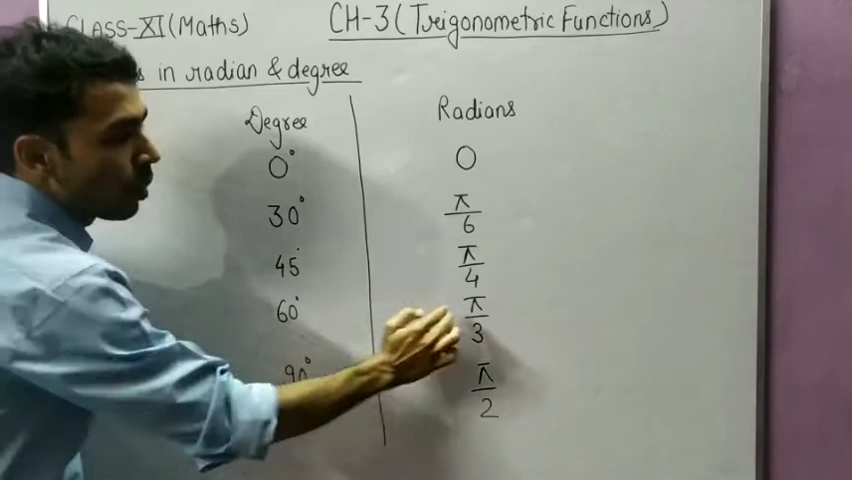 CLASS-XI (Maths) CH-3 (Trigonometric Functions)
in radian & degree
Degree Radians
0° 0
30° π/6
45° π/4
60° π/3
90° π/2